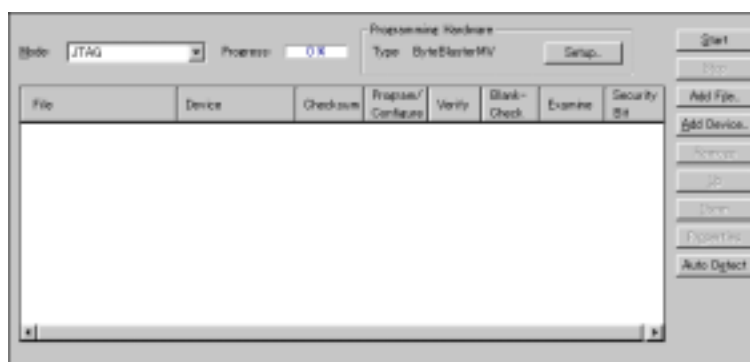 Mode: JTAG
Progress: 0 %
Programming Hardware
Type: ByteBlasterMV
Setup...
Start
Stop
Add File..
Add Device..
Remove
Up
Down
Properties
Auto Detect
File
Device
Checksum
Program/
Configure
Verify
Blank-
Check
Examine
Security
Bit